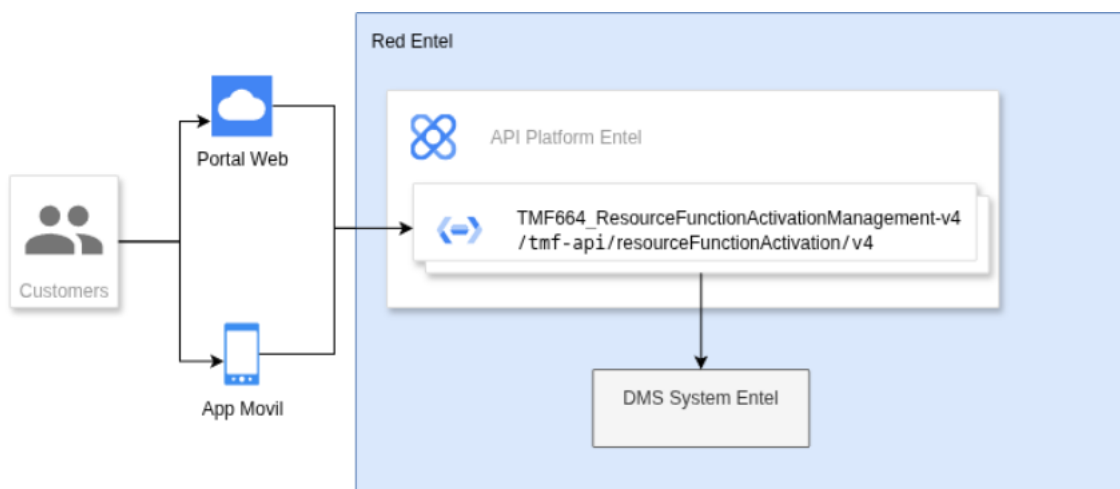 Red Entel
API Platform Entel
Portal Web
TMF664_ResourceFunctionActivationManagement-v4
/tmf-api/resourceFunctionActivation/v4
Customers
App Movil
DMS System Entel